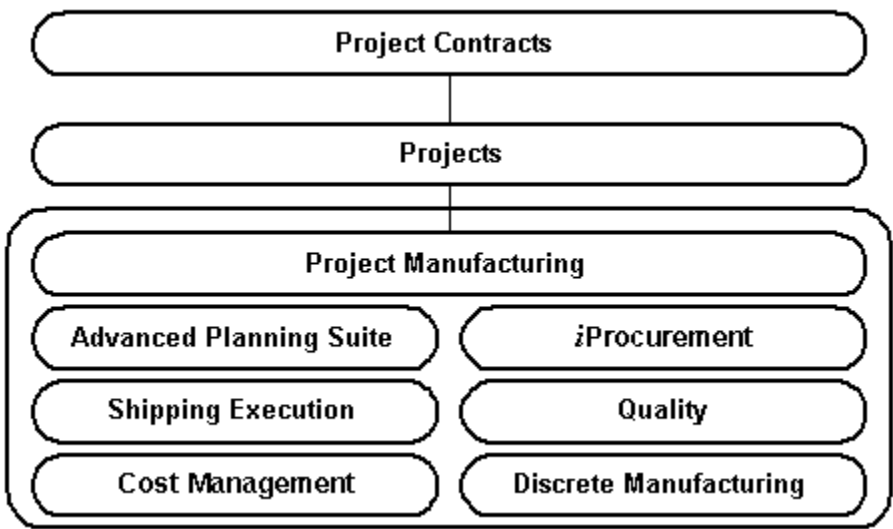 Project Contracts
Projects
Project Manufacturing
Advanced Planning Suite
iProcurement
Shipping Execution
Quality
Cost Management
Discrete Manufacturing